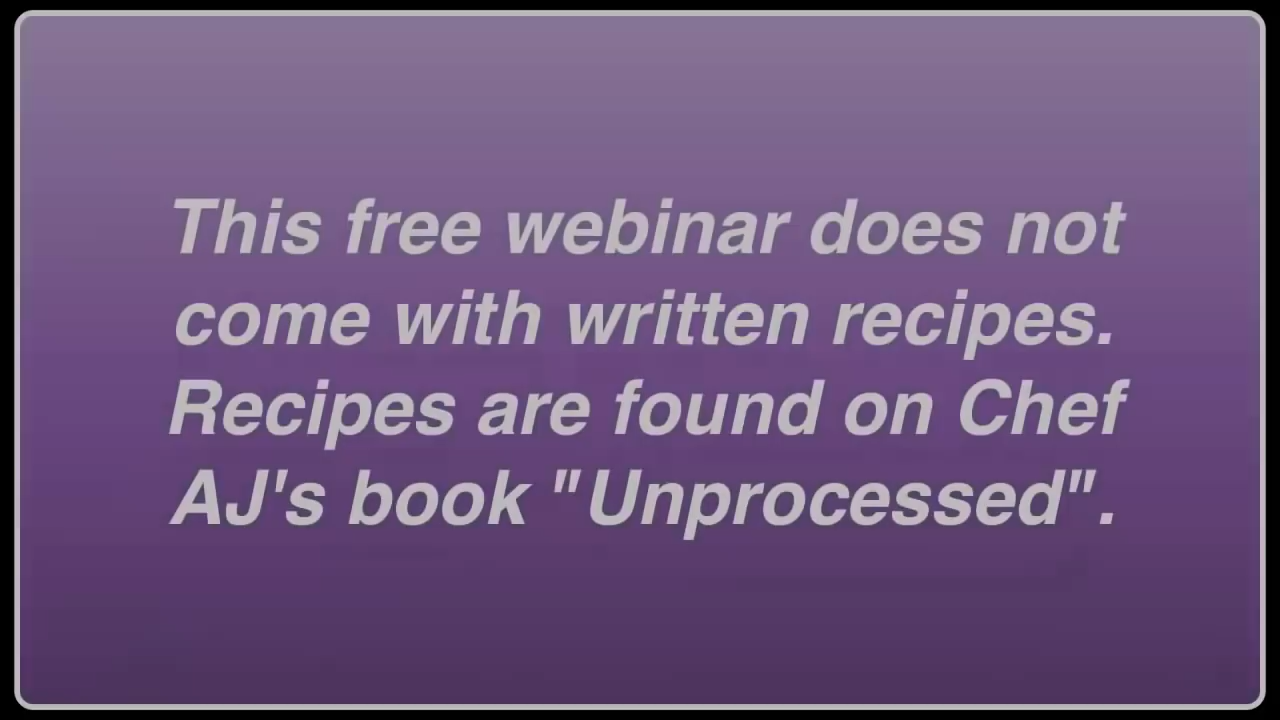 This free webinar does not
come with written recipes.
Recipes are found on Chef
AJ's book "Unprocessed".